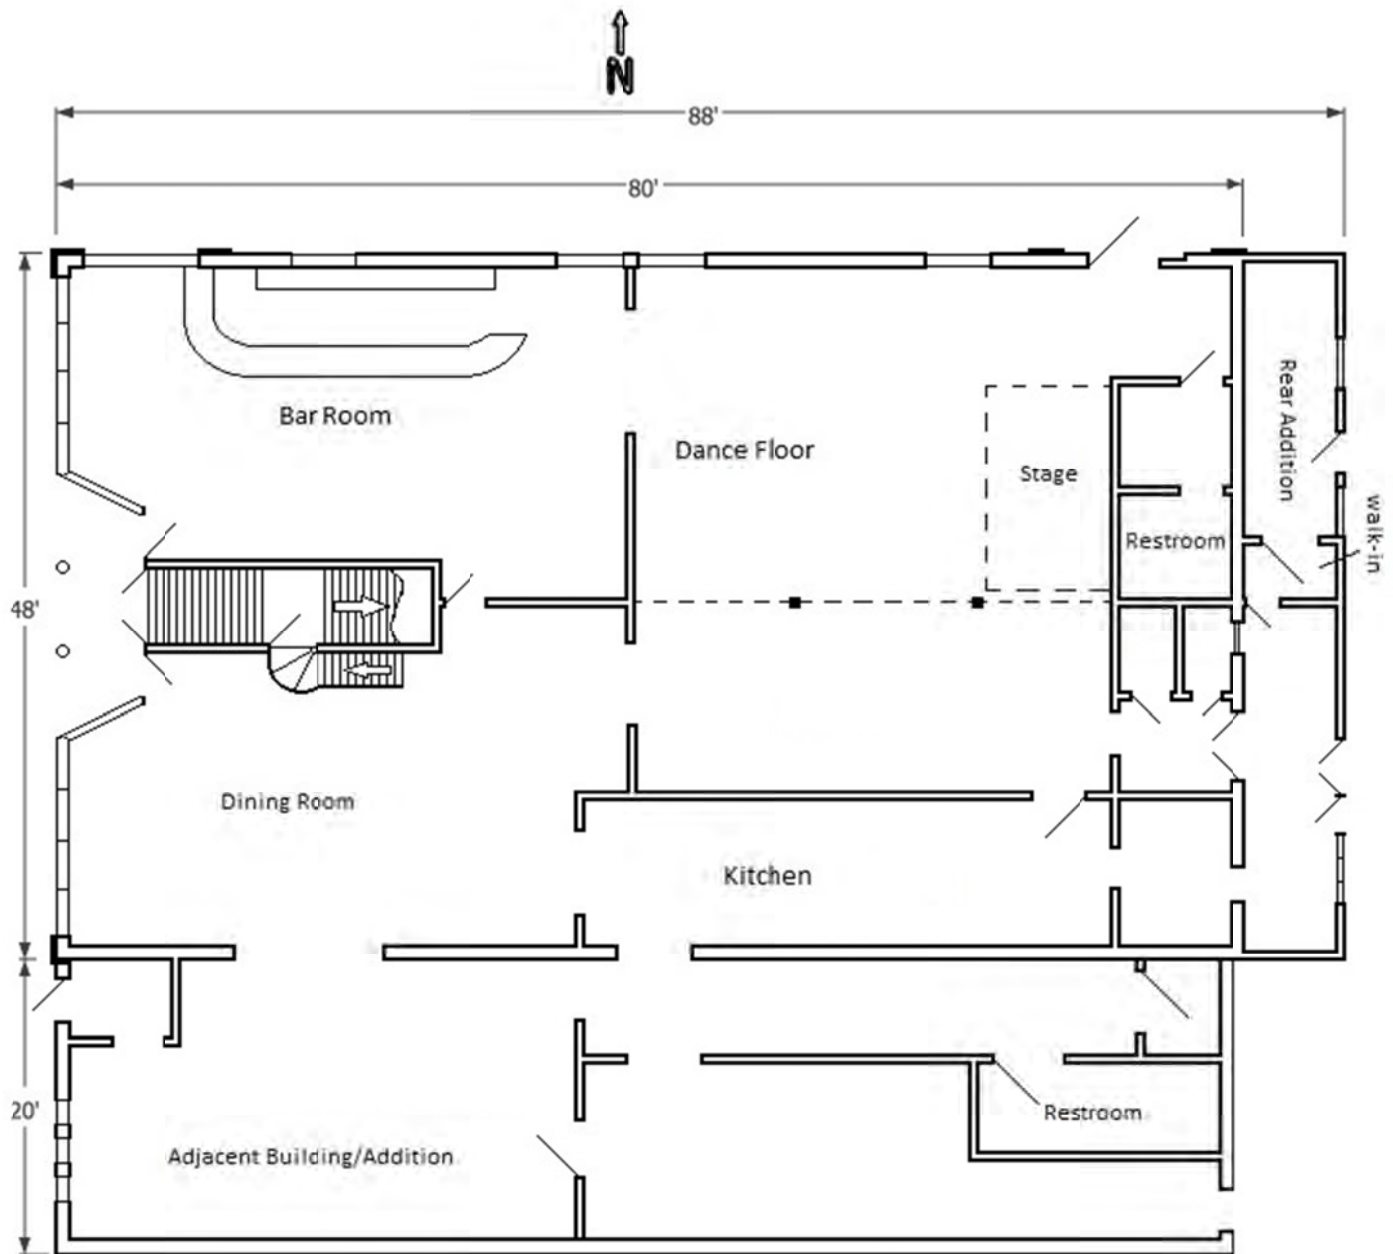 N
88'
80'
Bar Room
Dance Floor
Stage
Rear Addition
walk-in
Restroom
48'
Dining Room
Kitchen
20'
Restroom
Adjacent Building/Addition